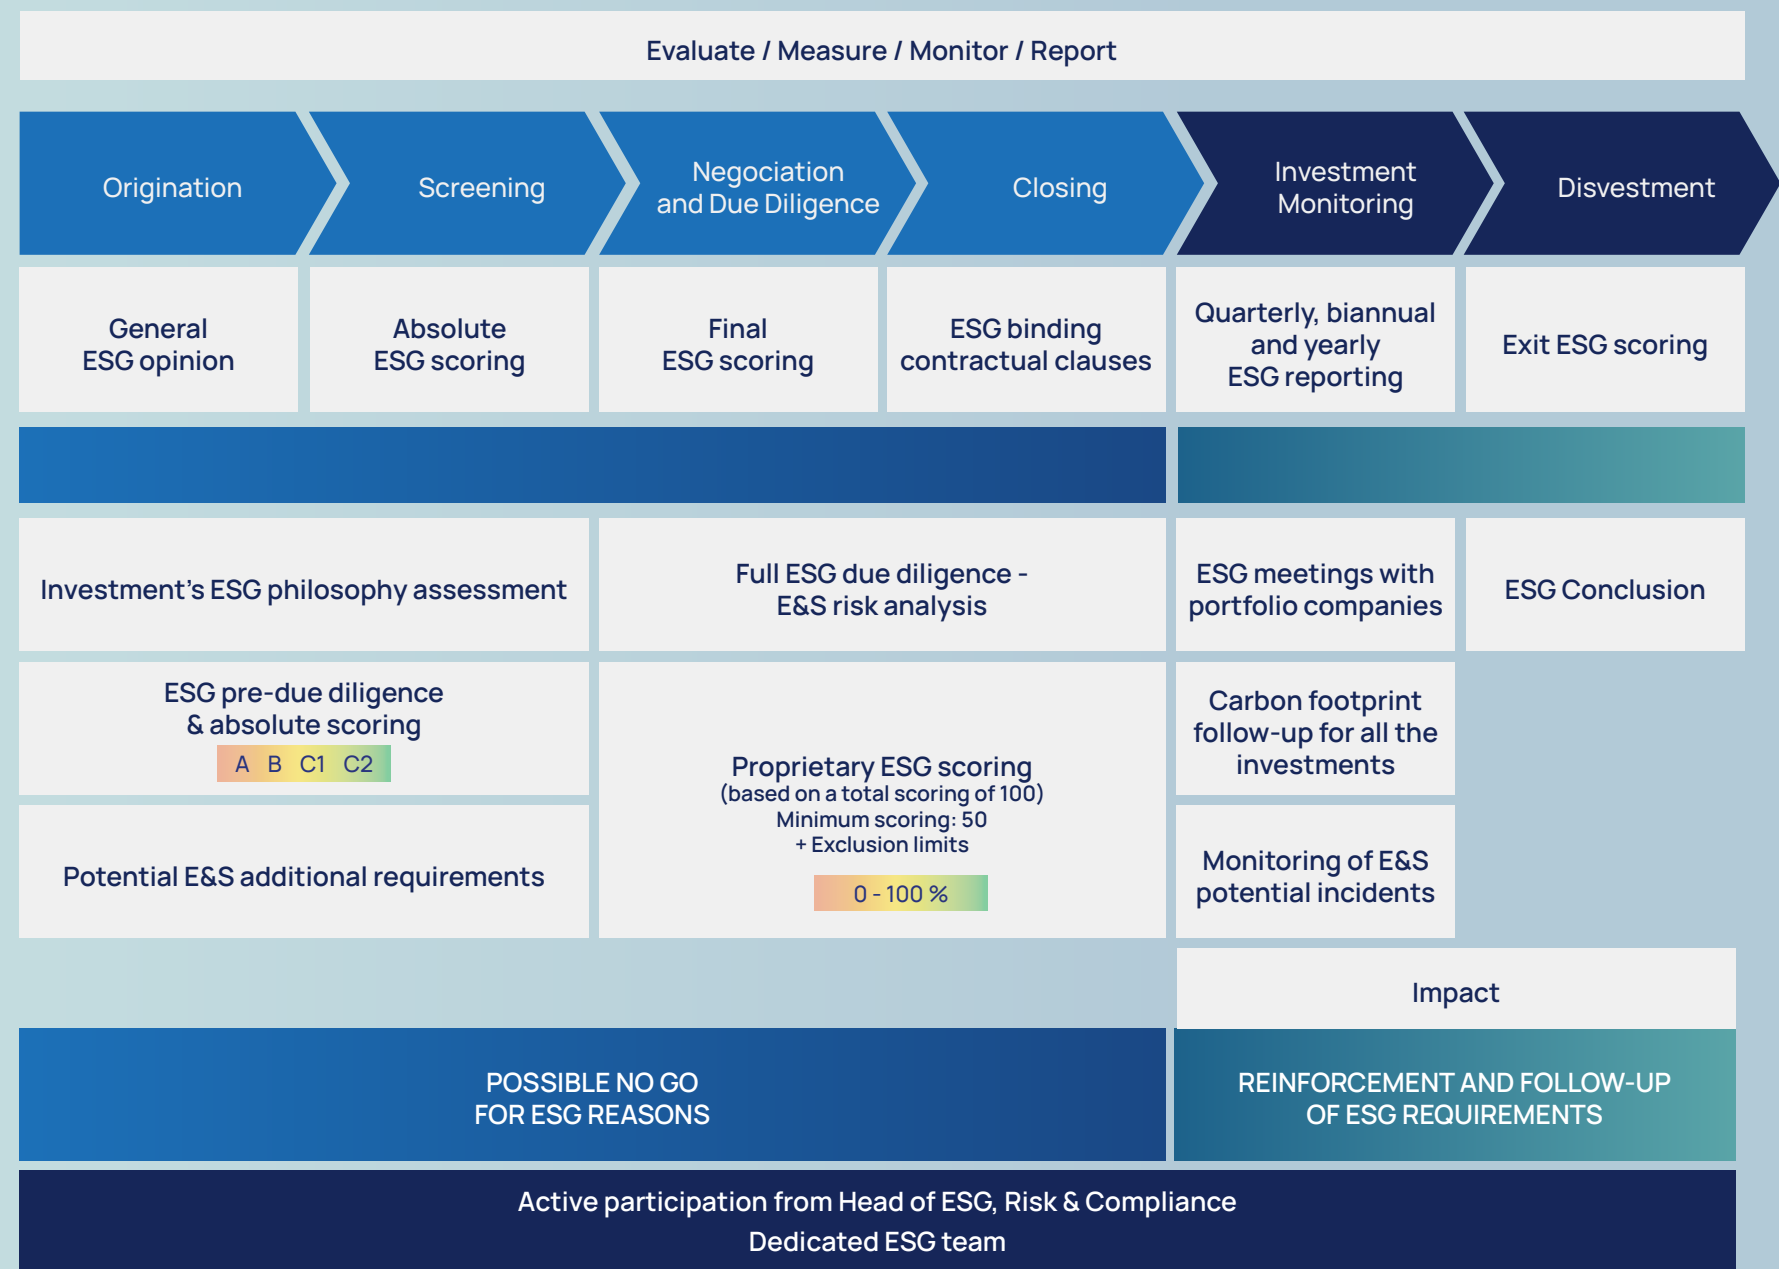 Evaluate / Measure / Monitor / Report
Origination
Screening
Negociation
and Due Diligence
Closing
Investment
Monitoring
Disvestment
General
ESG opinion
Absolute
ESG scoring
Final
ESG scoring
ESG binding
contractual clauses
Quarterly, biannual
and yearly
ESG reporting
Exit ESG scoring
Investment’s ESG philosophy assessment
Full ESG due diligence -
E&S risk analysis
ESG meetings with
portfolio companies
ESG Conclusion
ESG pre-due diligence
& absolute scoring
A B C1 C2
Proprietary ESG scoring
(based on a total scoring of 100)
Minimum scoring: 50
+ Exclusion limits
0 - 100 %
Carbon footprint
follow-up for all the
investments
Potential E&S additional requirements
Monitoring of E&S
potential incidents
Impact
POSSIBLE NO GO
FOR ESG REASONS
REINFORCEMENT AND FOLLOW-UP
OF ESG REQUIREMENTS
Active participation from Head of ESG, Risk & Compliance
Dedicated ESG team